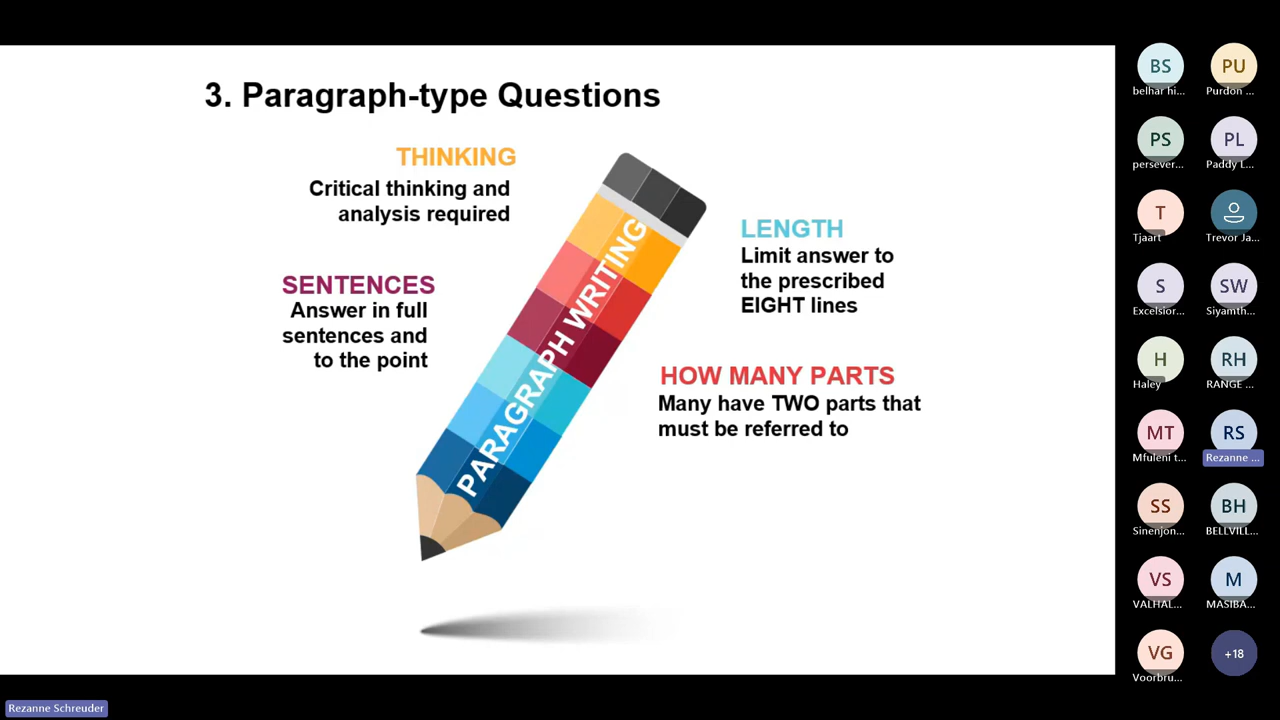 3. Paragraph-type Questions
THINKING
Critical thinking and
analysis required
SENTENCES
Answer in full
sentences and
to the point
PARAGRAPH WRITING
LENGTH
Limit answer to
the prescribed
EIGHT lines
HOW MANY PARTS
Many have TWO parts that
must be referred to
BS
belhar hi...
PU
Purdon ...
PS
persever...
PL
Paddy L...
T
Tjaart
Trevor Ja...
S
Excelsior...
SW
Siyamth...
H
Haley
RH
RANGE ...
MT
Mfuleni t...
RS
Rezanne ...
SS
Sinenjon...
BH
BELLVILL...
VS
VALHAL...
M
MASIBA...
VG
Voorbru...
+18
Rezanne Schreuder